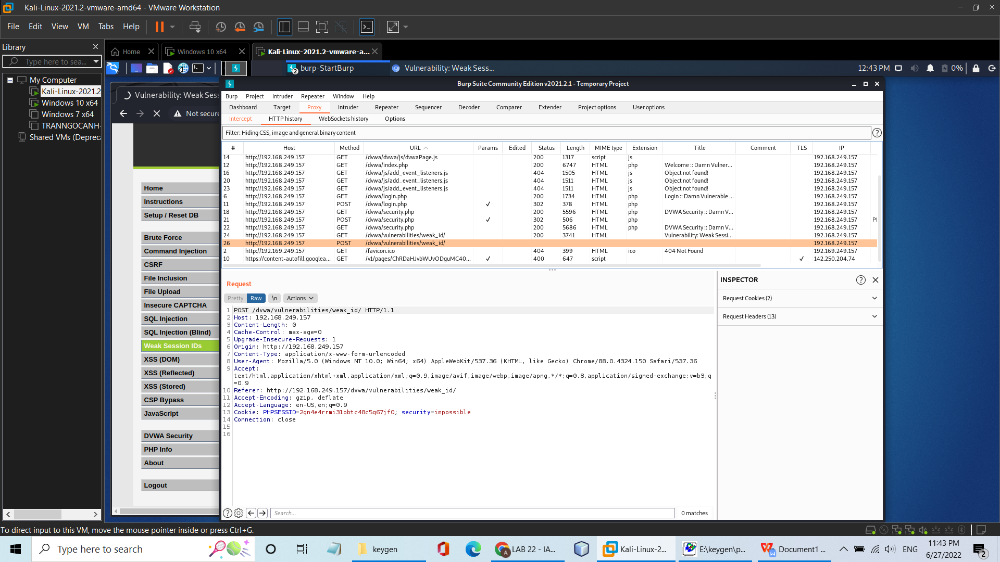 Kali-Linux-2021.2-vmware-amd64 - VMware Workstation
File Edit View VM Tabs Help
Library
Type here to sea...
My Computer
Kali-Linux-2021.2
Windows 10 x64
Windows 7 x64
TRANNGOCANH-
Shared VMs (Depreca
Home
Windows 10 x64
Kali-Linux-2021.2-vmware-a...
burp-StartBurp
Vulnerability: Weak Sess...
12:43 PM
0%
Vulnerability: Weak Ses
Not secure
Home
Instructions
Setup / Reset DB
Brute Force
Command Injection
CSRF
File Inclusion
File Upload
Insecure CAPTCHA
SQL Injection
SQL Injection (Blind)
Weak Session IDs
XSS (DOM)
XSS (Reflected)
XSS (Stored)
CSP Bypass
JavaScript
DVWA Security
PHP Info
About
Logout
Burp Suite Community Edition v2021.2.1 - Temporary Project
Burp Project Intruder Repeater Window Help
Dashboard Target Proxy Intruder Repeater Sequencer Decoder Comparer Extender Project options User options
Intercept HTTP history WebSockets history Options
Filter: Hiding CSS, image and general binary content
# Host Method URL Params Edited Status Length MIME type Extension Title Comment TLS IP
14 http://192.168.249.157 GET /dvwa/dvwa/js/dvwaPage.js 200 1317 script js 192.168.249.157
12 http://192.168.249.157 GET /dvwa/index.php 200 6747 HTML php Welcome :: Damn Vulner... 192.168.249.157
16 http://192.168.249.157 GET /dvwa/js/add_event_listeners.js 404 1505 HTML js Object not found! 192.168.249.157
20 http://192.168.249.157 GET /dvwa/js/add_event_listeners.js 404 1511 HTML js Object not found! 192.168.249.157
23 http://192.168.249.157 GET /dvwa/js/add_event_listeners.js 404 1511 HTML js Object not found! 192.168.249.157
6 http://192.168.249.157 GET /dvwa/login.php 200 1734 HTML php Login :: Damn Vulnerable ... 192.168.249.157
11 http://192.168.249.157 POST /dvwa/login.php ✓ 302 378 HTML php 192.168.249.157
18 http://192.168.249.157 GET /dvwa/security.php 200 5596 HTML php DVWA Security :: Damn V... 192.168.249.157
21 http://192.168.249.157 POST /dvwa/security.php ✓ 302 506 HTML php 192.168.249.157 PI
22 http://192.168.249.157 GET /dvwa/security.php 200 5686 HTML php DVWA Security :: Damn V... 192.168.249.157
24 http://192.168.249.157 GET /dvwa/vulnerabilities/weak_id/ 200 3741 HTML Vulnerability: Weak Sessi... 192.168.249.157
26 http://192.168.249.157 POST /dvwa/vulnerabilities/weak_id/ 192.168.249.157
2 http://192.169.249.157 GET /favicon.ico 404 399 HTML ico 404 Not Found 192.169.249.157
10 https://content-autofill.googlea... GET /v1/pages/ChRDaHJvbWUvODguMC40... ✓ 400 647 script ✓ 142.250.204.74
Request
Pretty Raw \n Actions
1 POST /dvwa/vulnerabilities/weak_id/ HTTP/1.1
2 Host: 192.168.249.157
3 Content-Length: 0
4 Cache-Control: max-age=0
5 Upgrade-Insecure-Requests: 1
6 Origin: http://192.168.249.157
7 Content-Type: application/x-www-form-urlencoded
8 User-Agent: Mozilla/5.0 (Windows NT 10.0; Win64; x64) AppleWebKit/537.36 (KHTML, like Gecko) Chrome/88.0.4324.150 Safari/537.36
9 Accept:
text/html,application/xhtml+xml,application/xml;q=0.9,image/avif,image/webp,image/apng,*/*;q=0.8,application/signed-exchange;v=b3;q
=0.9
10 Referer: http://192.168.249.157/dvwa/vulnerabilities/weak_id/
11 Accept-Encoding: gzip, deflate
12 Accept-Language: en-US,en;q=0.9
13 Cookie: PHPSESSID=2gn4e4rrmi31obtc48c5q67jf0; security=impossible
14 Connection: close
15
16
Search...
0 matches
INSPECTOR
Request Cookies (2)
Request Headers (13)
To direct input to this VM, move the mouse pointer inside or press Ctrl+G.
Type here to search
keygen
LAB 22 - IA...
Kali-Linux-2...
E:\keygen\p...
Document1 ...
ENG
11:43 PM
6/27/2022
2